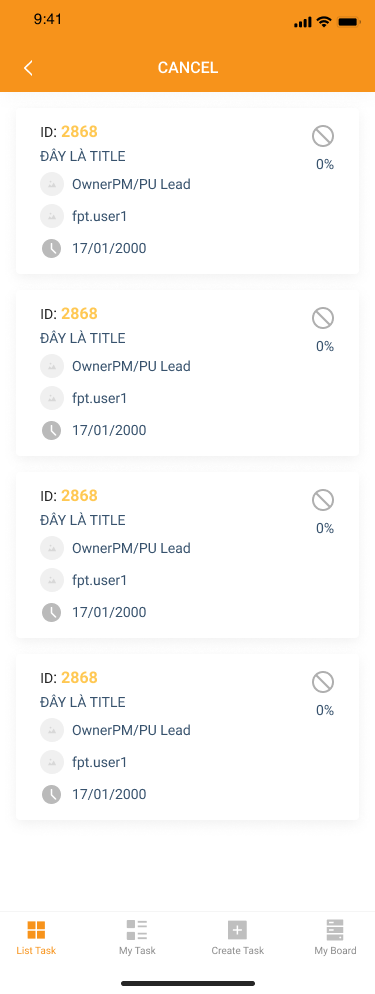 9:41
CANCEL
ID: 2868
ĐÂY LÀ TITLE
0%
OwnerPM/PU Lead
fpt.user1
17/01/2000
ID: 2868
ĐÂY LÀ TITLE
0%
OwnerPM/PU Lead
fpt.user1
17/01/2000
ID: 2868
ĐÂY LÀ TITLE
0%
OwnerPM/PU Lead
fpt.user1
17/01/2000
ID: 2868
ĐÂY LÀ TITLE
0%
OwnerPM/PU Lead
fpt.user1
17/01/2000
List Task My Task Create Task My Board